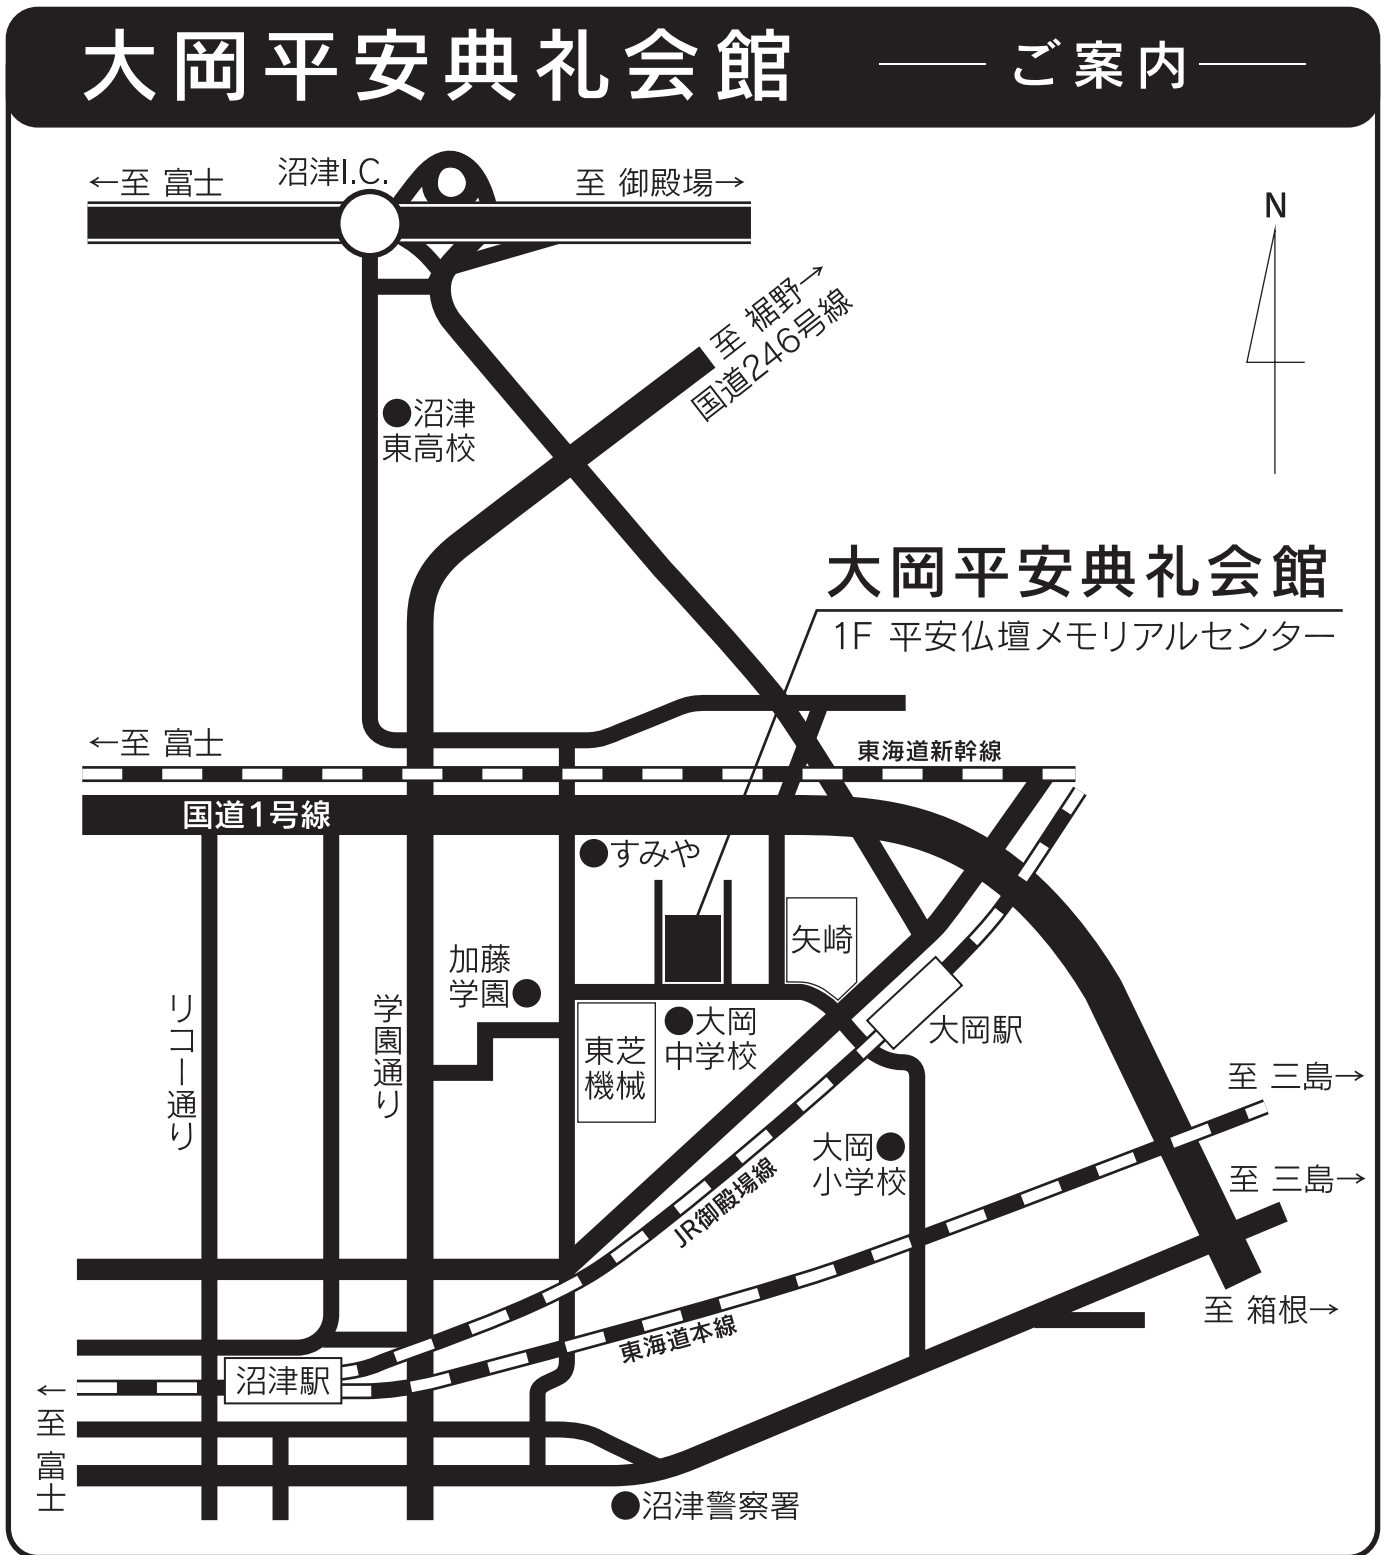 大岡平安典礼会館
ご案内
←至 富士
沼津I.C.
至 御殿場→
N
至 裾野→
国道246号線
●沼津
東高校
大岡平安典礼会館
1F 平安仏壇メモリアルセンター
←至 富士
東海道新幹線
国道1号線
●すみや
矢崎
加藤
学園●
リコー通り
学園通り
東芝
機械
●大岡
中学校
大岡駅
至 三島→
大岡●
小学校
JR御殿場線
至 三島→
至 箱根→
東海道本線
沼津駅
←至 富士
●沼津警察署